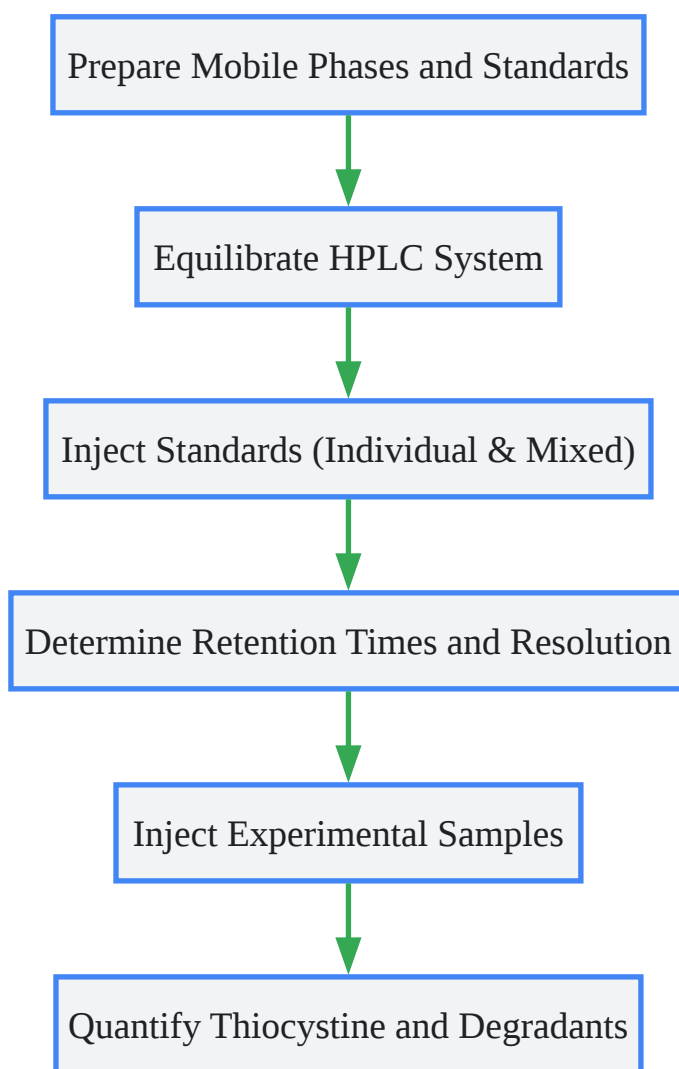 Prepare Mobile Phases and Standards
Equilibrate HPLC System
Inject Standards (Individual & Mixed)
Determine Retention Times and Resolution
Inject Experimental Samples
Quantify Thiocystine and Degradants